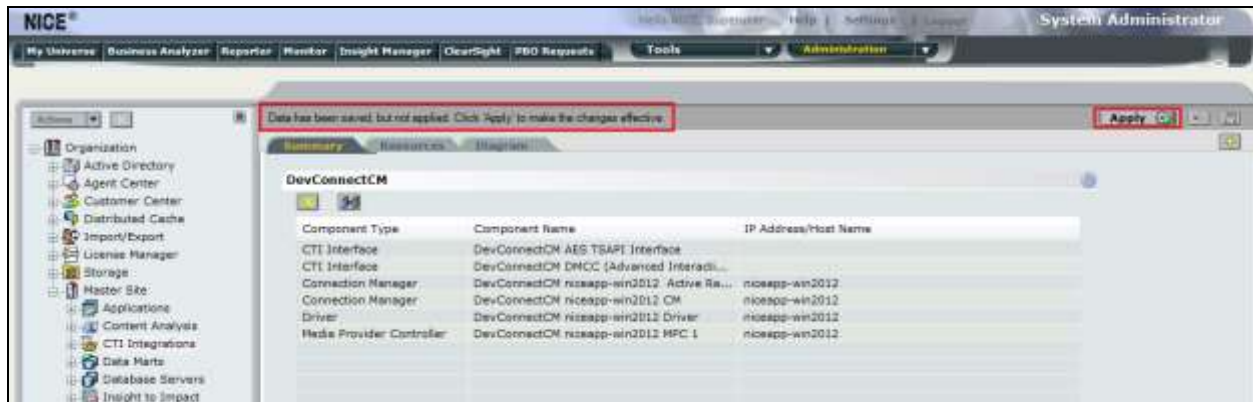 NICE®
Help | Settings | System Administrator
My Universe Business Analyzer Reporter Monitor Insight Manager ClearSight PBO Requests Tools Administration
Data has been saved, but not applied. Click 'Apply' to make the changes effective
Apply
Actions
Summary Resources Diagram
Organization
Active Directory
Agent Center
Customer Center
Distributed Cache
Import/Export
License Manager
Storage
Master Site
Applications
Content Analysis
CTI Integrations
Data Marts
Database Servers
Insight to Impact
DevConnectCM
Component Type Component Name IP Address/Host Name
CTI Interface DevConnectCM AES TSAPI Interface
CTI Interface DevConnectCM DMCC (Advanced Interacti...
Connection Manager DevConnectCM niceapp-win2012 Active Re... niceapp-win2012
Connection Manager DevConnectCM niceapp-win2012 CM niceapp-win2012
Driver DevConnectCM niceapp-win2012 Driver niceapp-win2012
Media Provider Controller DevConnectCM niceapp-win2012 MPC 1 niceapp-win2012